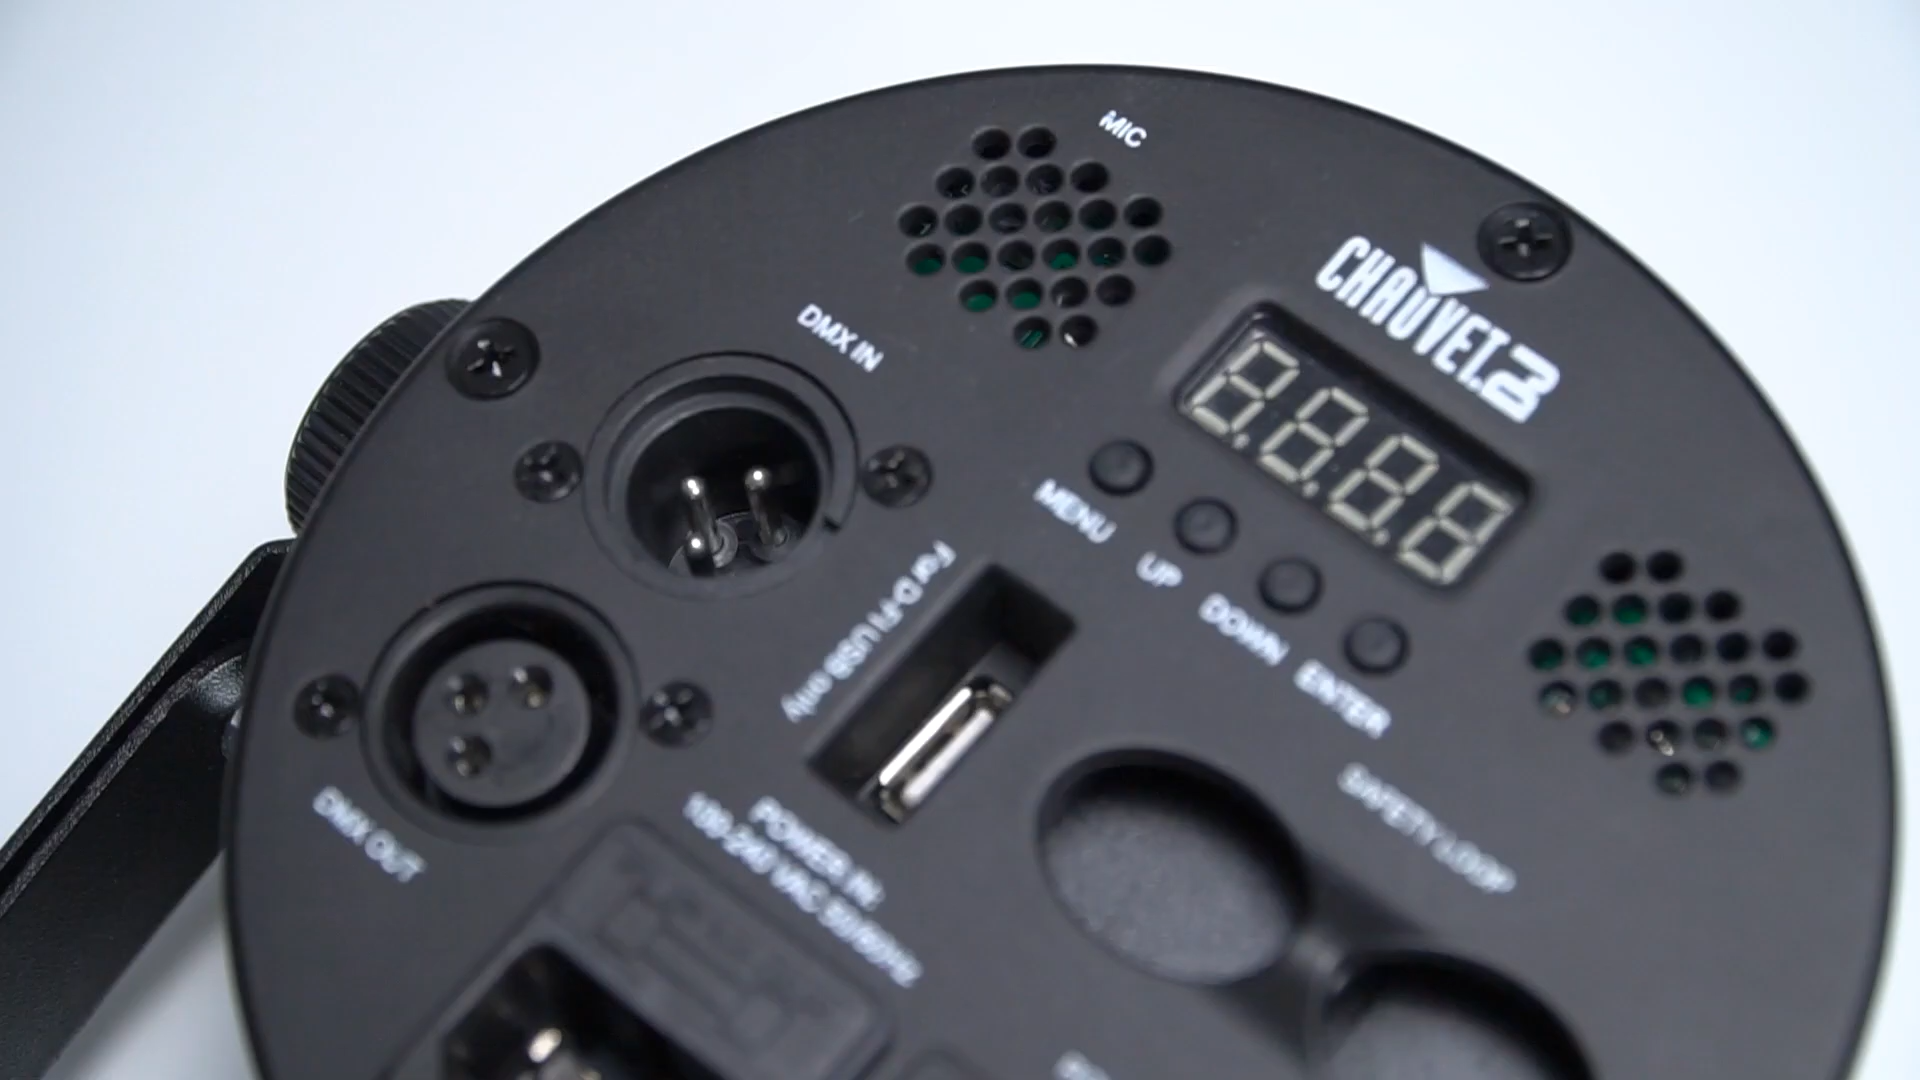 MIC
CHAUVET
DMX IN
8.8.8.8
MENU
UP
DOWN
ENTER
For D-Fi USB only
SAFETY LOOP
DMX OUT
POWER IN:
100-240 VAC 50/60Hz